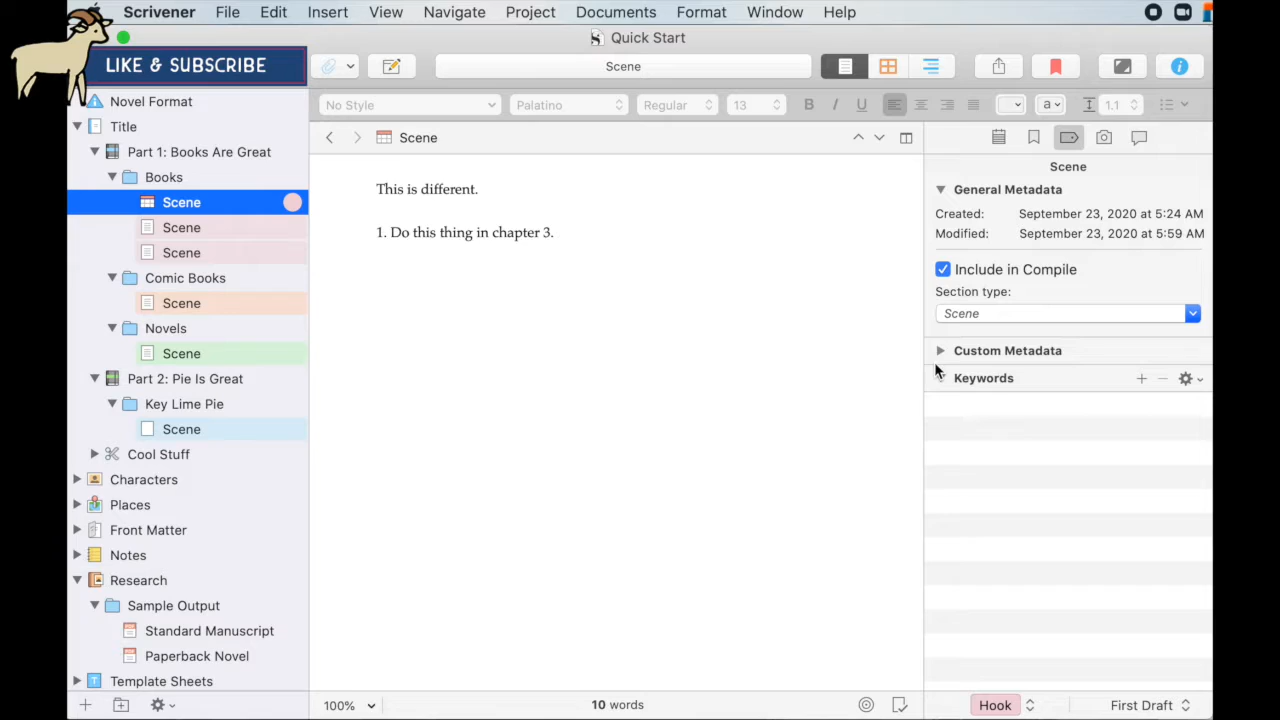 Scrivener File Edit Insert View Navigate Project Documents Format Window Help
Quick Start
LIKE & SUBSCRIBE
Scene
No Style Palatino Regular 13 B I U a 1.1
Novel Format
Title
Part 1: Books Are Great
Books
Scene
Scene
Scene
Comic Books
Scene
Novels
Scene
Part 2: Pie Is Great
Key Lime Pie
Scene
Cool Stuff
Characters
Places
Front Matter
Notes
Research
Sample Output
Standard Manuscript
Paperback Novel
Template Sheets
Scene
This is different.
1. Do this thing in chapter 3.
100%
10 words
Scene
General Metadata
Created: September 23, 2020 at 5:24 AM
Modified: September 23, 2020 at 5:59 AM
Include in Compile
Section type:
Scene
Custom Metadata
Keywords
Hook First Draft